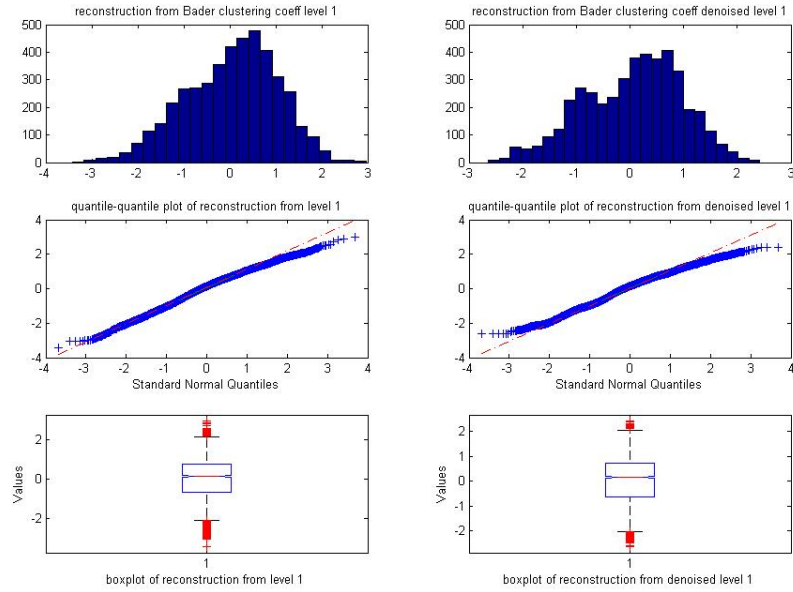 reconstruction from Bader clustering coeff level 1
500
400
300
200
100
0
-4 -3 -2 -1 0 1 2 3
reconstruction from Bader clustering coeff denoised level 1
500
400
300
200
100
0
-3 -2 -1 0 1 2 3
quantile-quantile plot of reconstruction from level 1
4
2
0
-2
-4
-4 -3 -2 -1 0 1 2 3 4
Standard Normal Quantiles
quantile-quantile plot of reconstruction from denoised level 1
4
2
0
-2
-4
-4 -3 -2 -1 0 1 2 3 4
Standard Normal Quantiles
Values
2
0
-2
1
boxplot of reconstruction from level 1
Values
2
1
0
-1
-2
1
boxplot of reconstruction from denoised level 1